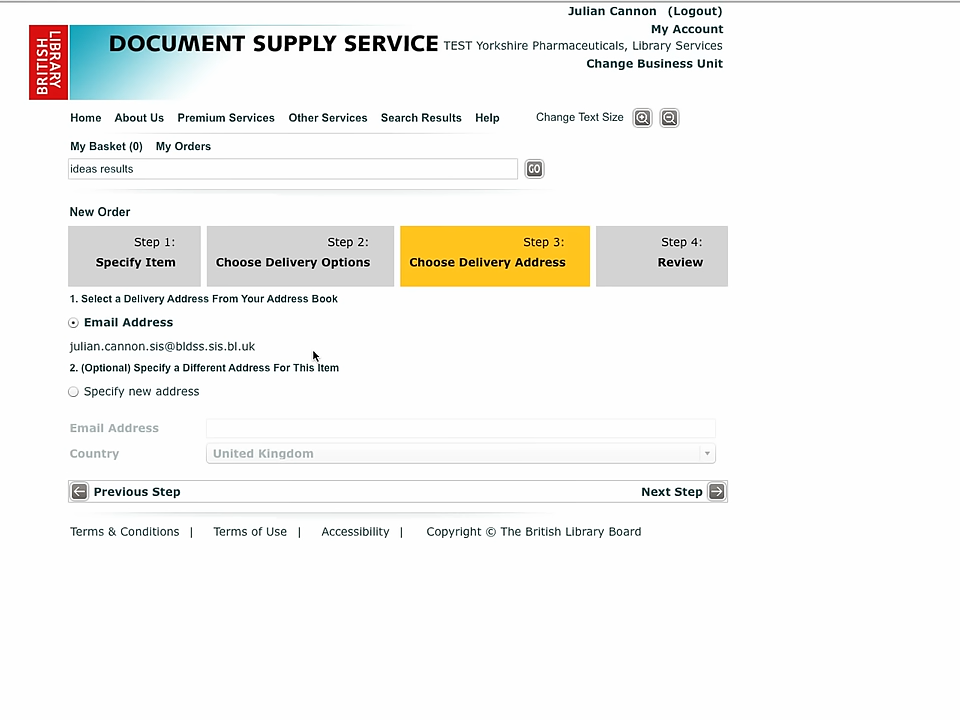 Julian Cannon (Logout)
My Account
BRITISH
LIBRARY
DOCUMENT SUPPLY SERVICE TEST Yorkshire Pharmaceuticals, Library Services
Change Business Unit
Home About Us Premium Services Other Services Search Results Help Change Text Size
My Basket (0) My Orders
ideas results GO
New Order
Step 1: Step 2: Step 3: Step 4:
Specify Item Choose Delivery Options Choose Delivery Address Review
1. Select a Delivery Address From Your Address Book
Email Address
julian.cannon.sis@bldss.sis.bl.uk
2. (Optional) Specify a Different Address For This Item
Specify new address
Email Address
Country United Kingdom
Previous Step Next Step
Terms & Conditions | Terms of Use | Accessibility | Copyright © The British Library Board